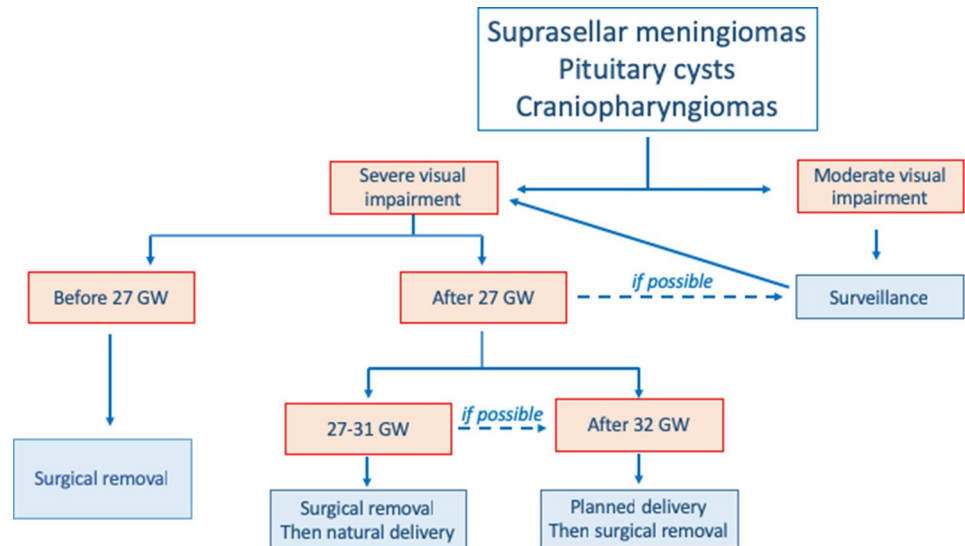 Suprasellar meningiomas
Pituitary cysts
Craniopharyngiomas
Severe visual
impairment
Moderate visual
impairment
Before 27 GW
After 27 GW
if possible
Surveillance
27-31 GW
if possible
After 32 GW
Surgical removal
Surgical removal
Then natural delivery
Planned delivery
Then surgical removal